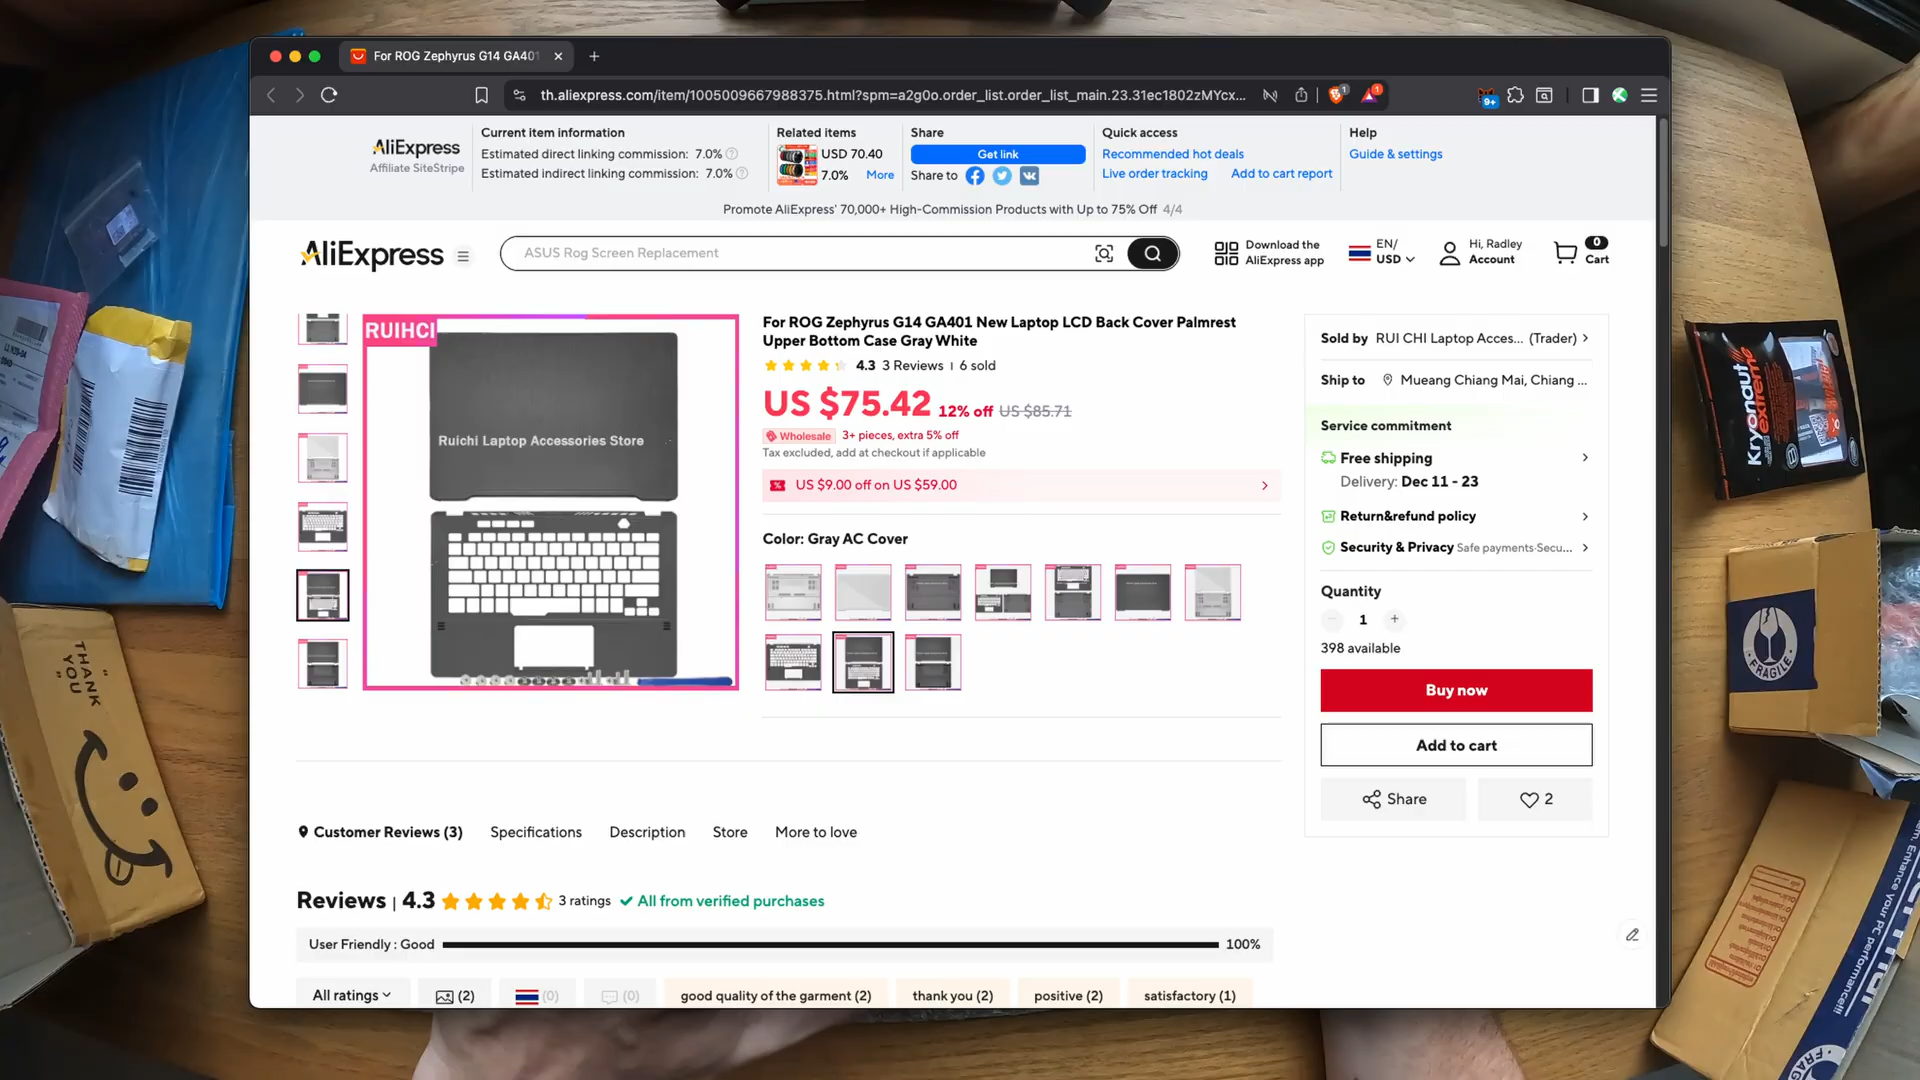 For ROG Zephyrus G14 GA401
th.aliexpress.com/item/1005009667988375.html?spm=a2g0o.order_list.order_list_main.23.31ec1802zMYcx...
1
1
9+
AliExpress
Affiliate SiteStripe
Current item information
Estimated direct linking commission: 7.0%
Estimated indirect linking commission: 7.0%
Related items
USD 70.40
7.0% More
Share
Get link
Share to
Quick access
Recommended hot deals
Live order tracking Add to cart report
Help
Guide & settings
Promote AliExpress' 70,000+ High-Commission Products with Up to 75% Off 4/4
AliExpress
ASUS Rog Screen Replacement
Download the
AliExpress app
EN/
USD
Hi, Radley
Account
0
Cart
RUIHCI
Ruichi Laptop Accessories Store
For ROG Zephyrus G14 GA401 New Laptop LCD Back Cover Palmrest
Upper Bottom Case Gray White
4.3 3 Reviews | 6 sold
US $75.42 12% off US $85.71
Wholesale 3+ pieces, extra 5% off
Tax excluded, add at checkout if applicable
US $9.00 off on US $59.00
Color: Gray AC Cover
Sold by RUI CHI Laptop Acces... (Trader)
Ship to Mueang Chiang Mai, Chiang ...
Service commitment
Free shipping
Delivery: Dec 11 - 23
Return&refund policy
Security & Privacy Safe payments·Secu...
Quantity
1
398 available
Buy now
Add to cart
Share
2
Customer Reviews (3) Specifications Description Store More to love
Reviews | 4.3 3 ratings All from verified purchases
User Friendly : Good 100%
All ratings (2) (0) (0) good quality of the garment (2) thank you (2) positive (2) satisfactory (1)
THANK
YOU
Kryonaut
extreme
FRAGILE
Enhance your PC performance!!!